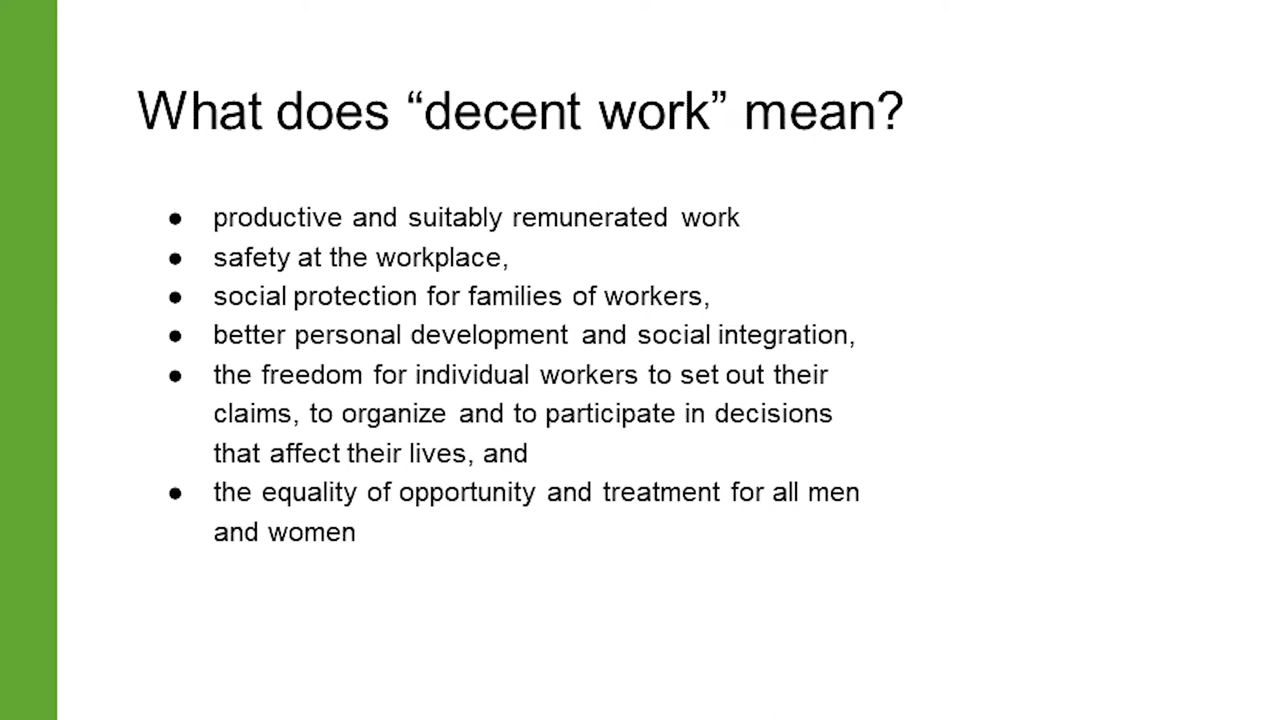 What does “decent work” mean?
● productive and suitably remunerated work
● safety at the workplace,
● social protection for families of workers,
● better personal development and social integration,
● the freedom for individual workers to set out their
claims, to organize and to participate in decisions
that affect their lives, and
● the equality of opportunity and treatment for all men
and women